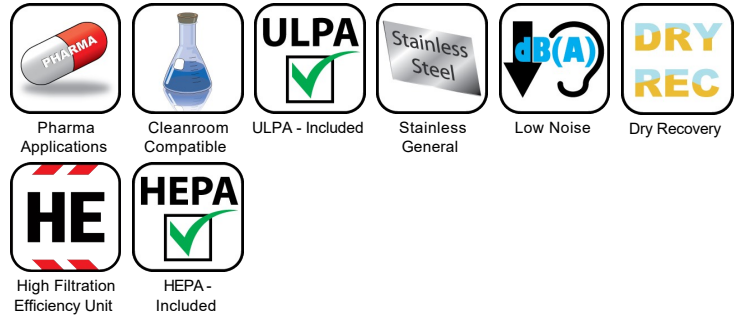 PHARMA
Pharma
Applications
Cleanroom
Compatible
ULPA
ULPA - Included
Stainless
Steel
Stainless
General
dB(A)
Low Noise
DRY
REC
Dry Recovery
HE
High Filtration
Efficiency Unit
HEPA
HEPA -
Included